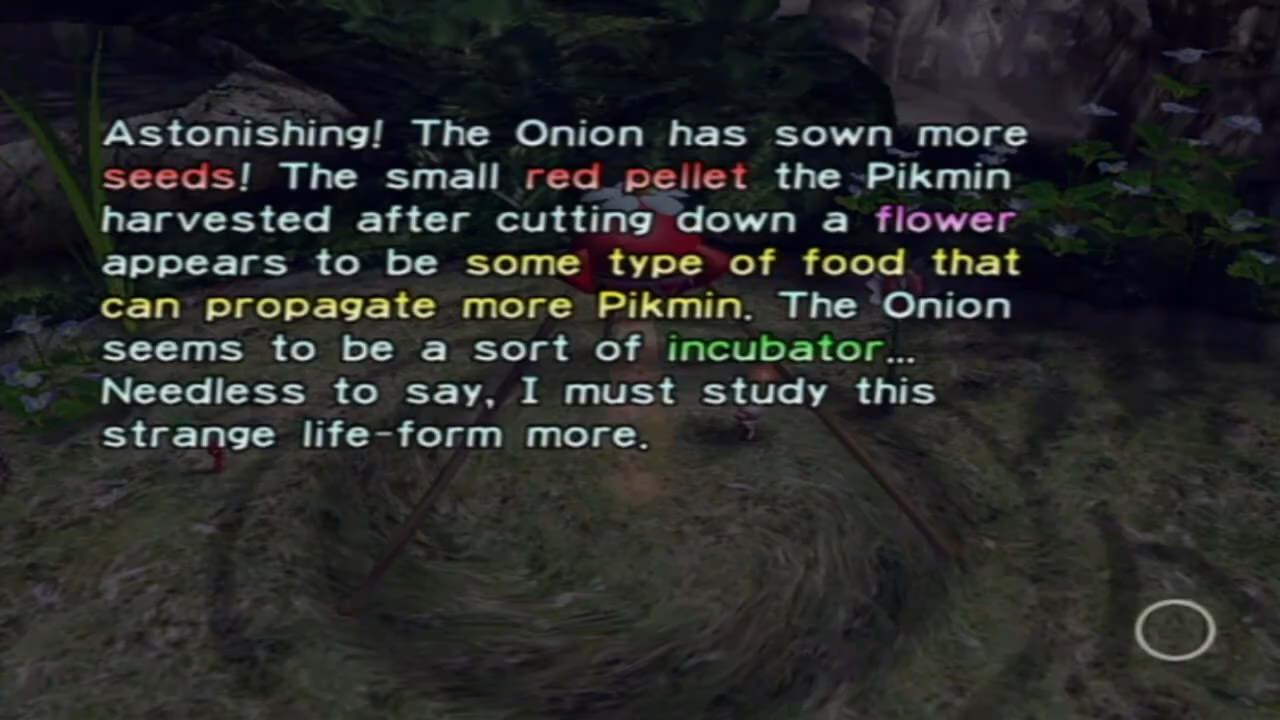 Astonishing! The Onion has sown more
seeds! The small red pellet the Pikmin
harvested after cutting down a flower
appears to be some type of food that
can propagate more Pikmin. The Onion
seems to be a sort of incubator...
Needless to say, I must study this
strange life-form more.